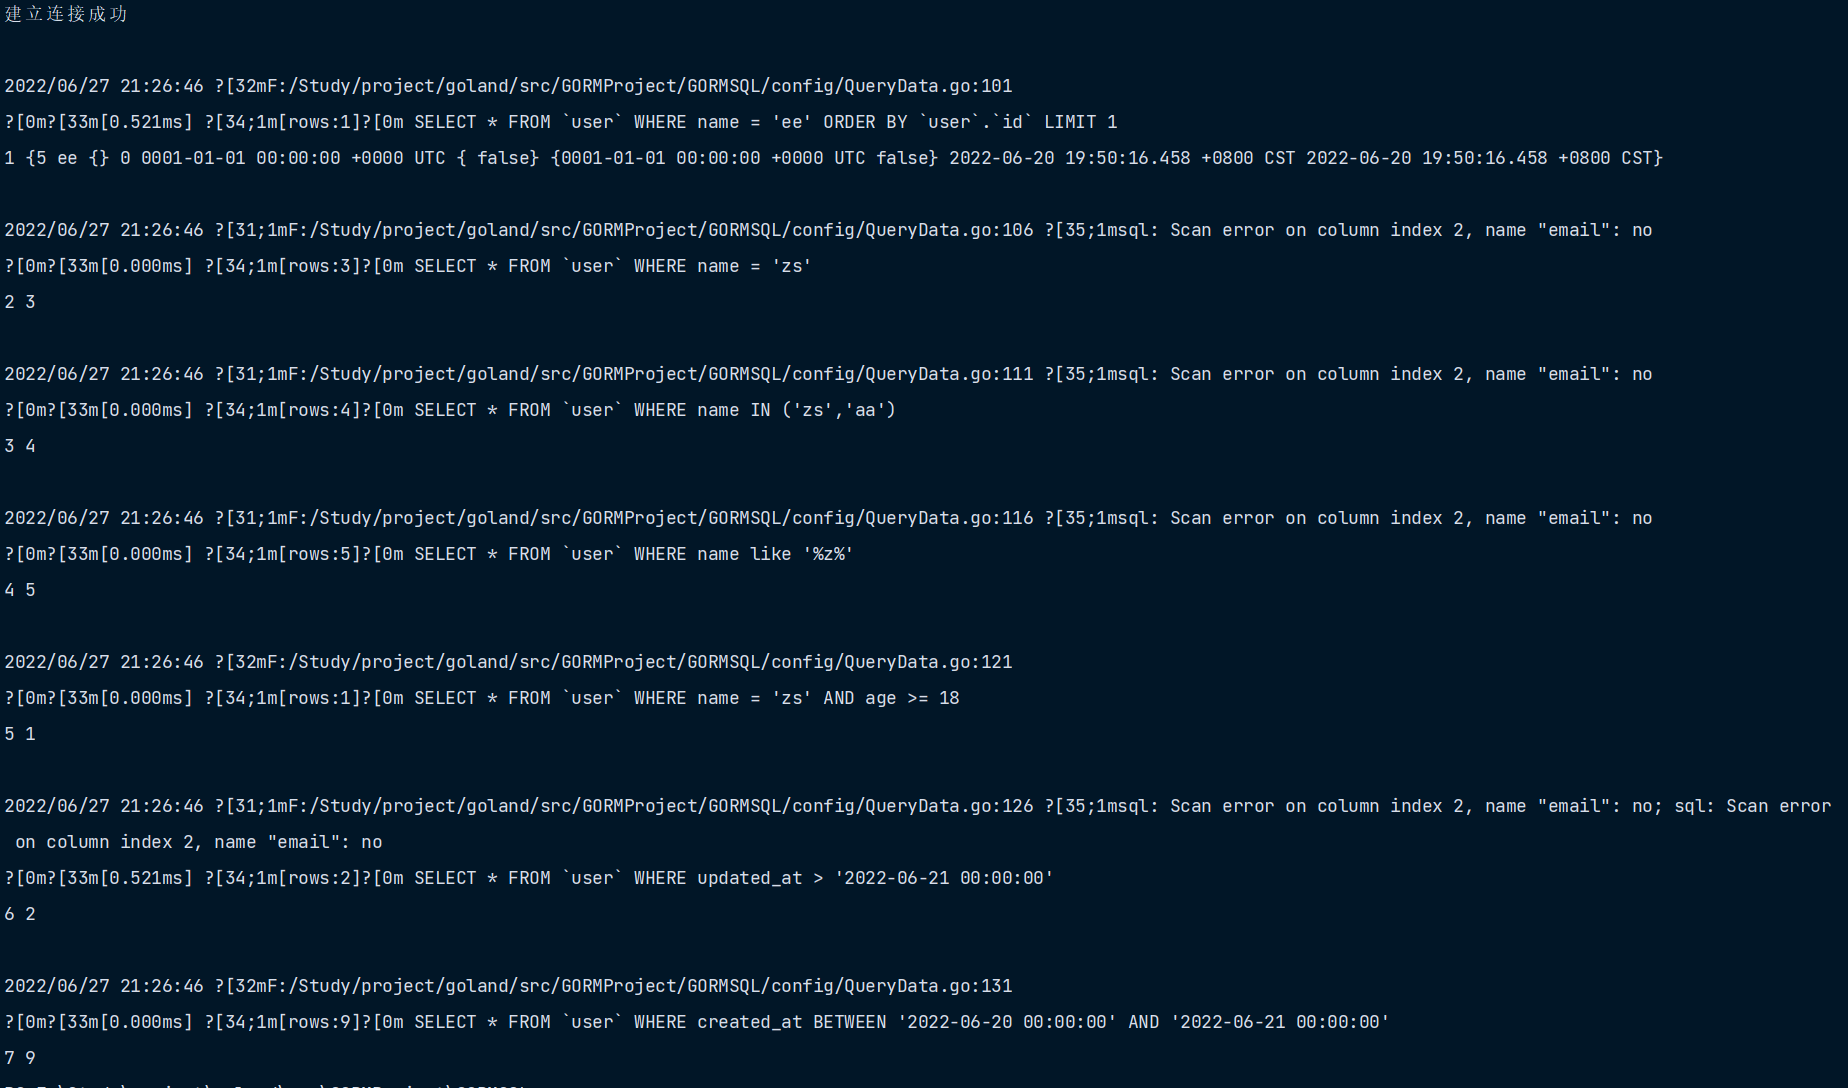 建立连接成功
2022/06/27 21:26:46 ?[32mF:/Study/project/goland/src/GORMProject/GORMSQL/config/QueryData.go:101
?[0m?[33m[0.521ms] ?[34;1m[rows:1]?[0m SELECT * FROM `user` WHERE name = 'ee' ORDER BY `user`.`id` LIMIT 1
1 {5 ee {} 0 0001-01-01 00:00:00 +0000 UTC { false} {0001-01-01 00:00:00 +0000 UTC false} 2022-06-20 19:50:16.458 +0800 CST 2022-06-20 19:50:16.458 +0800 CST}
2022/06/27 21:26:46 ?[31;1mF:/Study/project/goland/src/GORMProject/GORMSQL/config/QueryData.go:106 ?[35;1msql: Scan error on column index 2, name "email": no
?[0m?[33m[0.000ms] ?[34;1m[rows:3]?[0m SELECT * FROM `user` WHERE name = 'zs'
2 3
2022/06/27 21:26:46 ?[31;1mF:/Study/project/goland/src/GORMProject/GORMSQL/config/QueryData.go:111 ?[35;1msql: Scan error on column index 2, name "email": no
?[0m?[33m[0.000ms] ?[34;1m[rows:4]?[0m SELECT * FROM `user` WHERE name IN ('zs','aa')
3 4
2022/06/27 21:26:46 ?[31;1mF:/Study/project/goland/src/GORMProject/GORMSQL/config/QueryData.go:116 ?[35;1msql: Scan error on column index 2, name "email": no
?[0m?[33m[0.000ms] ?[34;1m[rows:5]?[0m SELECT * FROM `user` WHERE name like '%z%'
4 5
2022/06/27 21:26:46 ?[32mF:/Study/project/goland/src/GORMProject/GORMSQL/config/QueryData.go:121
?[0m?[33m[0.000ms] ?[34;1m[rows:1]?[0m SELECT * FROM `user` WHERE name = 'zs' AND age >= 18
5 1
2022/06/27 21:26:46 ?[31;1mF:/Study/project/goland/src/GORMProject/GORMSQL/config/QueryData.go:126 ?[35;1msql: Scan error on column index 2, name "email": no; sql: Scan error
on column index 2, name "email": no
?[0m?[33m[0.521ms] ?[34;1m[rows:2]?[0m SELECT * FROM `user` WHERE updated_at > '2022-06-21 00:00:00'
6 2
2022/06/27 21:26:46 ?[32mF:/Study/project/goland/src/GORMProject/GORMSQL/config/QueryData.go:131
?[0m?[33m[0.000ms] ?[34;1m[rows:9]?[0m SELECT * FROM `user` WHERE created_at BETWEEN '2022-06-20 00:00:00' AND '2022-06-21 00:00:00'
7 9